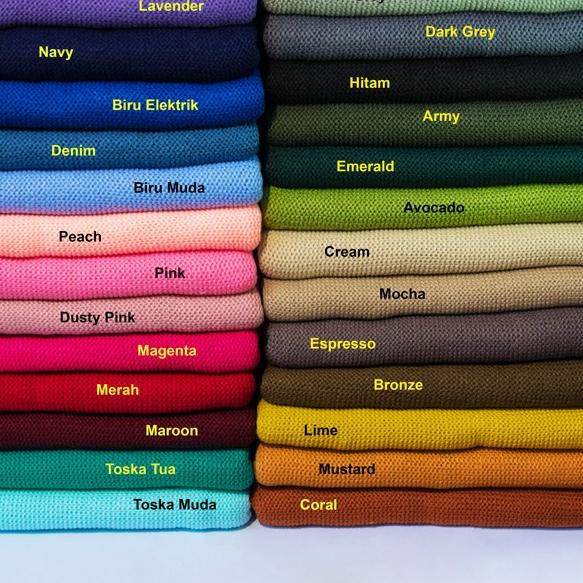 Lavender
Navy
Biru Elektrik
Denim
Biru Muda
Peach
Pink
Dusty Pink
Magenta
Merah
Maroon
Toska Tua
Toska Muda
Dark Grey
Hitam
Army
Emerald
Avocado
Cream
Mocha
Espresso
Bronze
Lime
Mustard
Coral